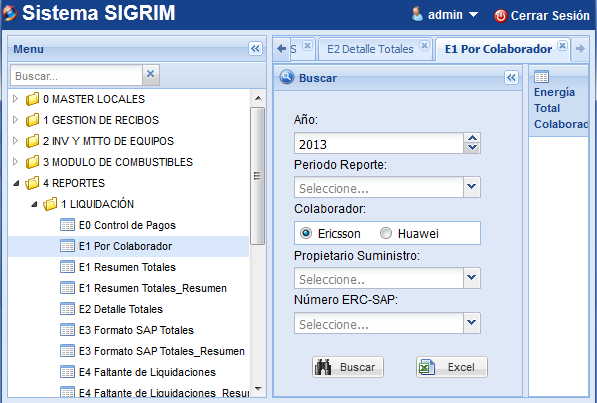 Sistema SIGRIM
admin
Cerrar Sesión
Menu
S
E2 Detalle Totales
E1 Por Colaborador
Buscar...
0 MASTER LOCALES
1 GESTION DE RECIBOS
2 INV Y MTTO DE EQUIPOS
3 MODULO DE COMBUSTIBLES
4 REPORTES
1 LIQUIDACIÓN
E0 Control de Pagos
E1 Por Colaborador
E1 Resumen Totales
E1 Resumen Totales_Resumen
E2 Detalle Totales
E3 Formato SAP Totales
E3 Formato SAP Totales_Resumen
E4 Faltante de Liquidaciones
E4 Faltante de Liquidaciones_Resu
Buscar
Año:
2013
Periodo Reporte:
Seleccione...
Colaborador:
Ericsson
Huawei
Propietario Suministro:
Seleccione..
Número ERC-SAP:
Seleccione..
Buscar
Excel
Energía
Total
Colaborad